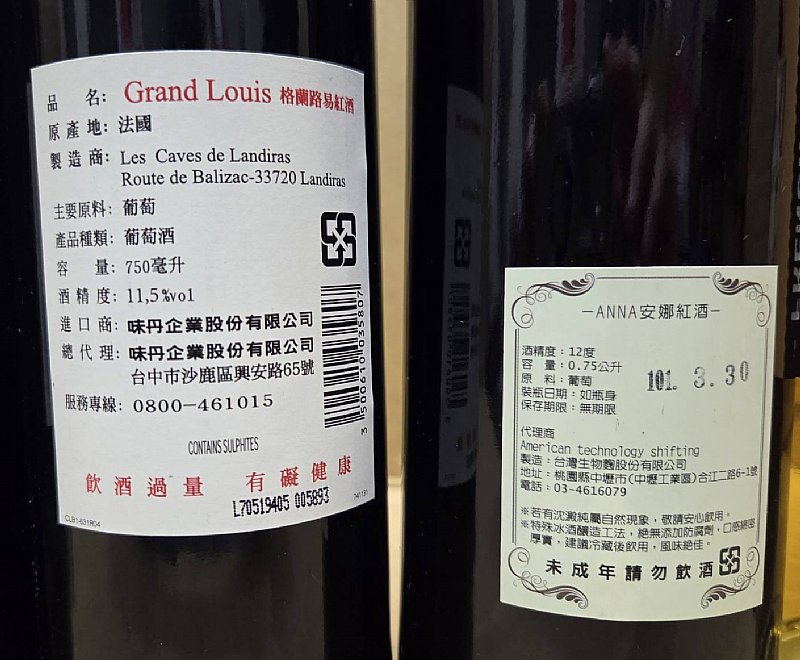 品 名: Grand Louis 格蘭路易紅酒
原產地: 法國
製造商: Les Caves de Landiras
Route de Balizac-33720 Landiras
主要原料: 葡萄
產品種類: 葡萄酒
容 量: 750毫升
酒精度: 11,5%vol
進口商: 味丹企業股份有限公司
總代理: 味丹企業股份有限公司
台中市沙鹿區興安路65號
服務專線: 0800-461015
3 500610 035807
CONTAINS SULPHITES
飲酒過量 有礙健康
L70519405 005893
CLB1-631R04
-ANNA安娜紅酒-
酒精度：12度
容 量：0.75公升
原 料：葡萄
裝瓶日期：如瓶身
保存期限：無期限
101. 3. 30
代理商
American technology shifting
製造：台灣生物麴股份有限公司
地址：桃園縣中壢市(中壢工業區)合江二路6-1號
電話：03-4616079
※若有沈澱純屬自然現象，敬請安心飲用。
※特殊冰酒釀造工法，絕無添加防腐劑，口感綿密
厚實，建議冷藏後飲用，風味絶佳。
未成年請勿飲酒